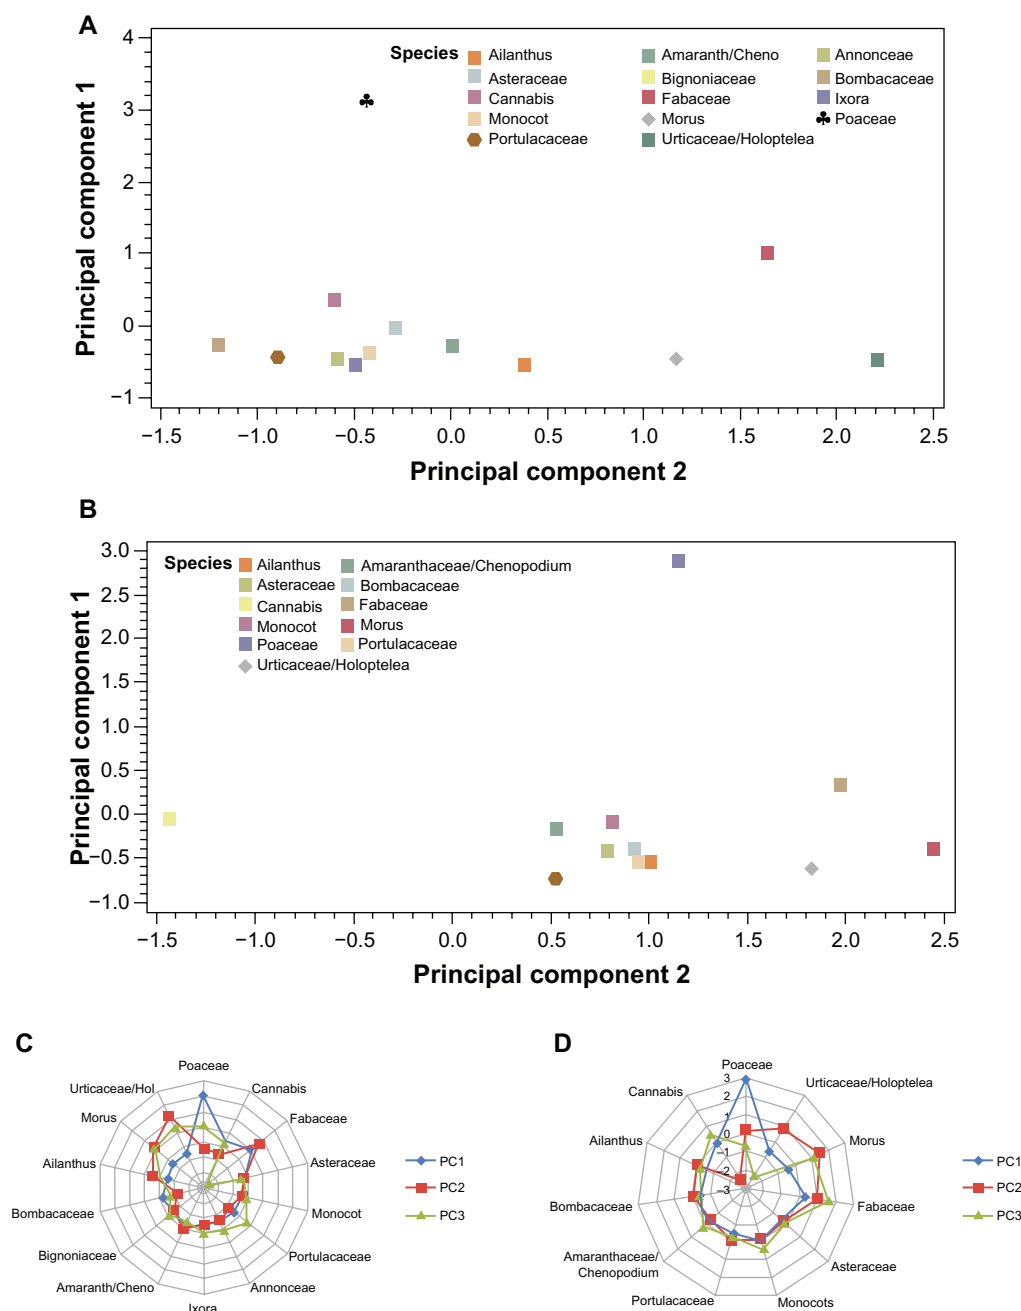 A
4
3
2
1
0
−1
Principal component 1
Species
Ailanthus
Amaranth/Cheno
Annonceae
Asteraceae
Bignoniaceae
Bombacaceae
Cannabis
Fabaceae
Ixora
Monocot
Morus
Poaceae
Portulacaceae
Urticaceae/Holoptelea
−1.5 −1.0 −0.5 0.0 0.5 1.0 1.5 2.0 2.5
Principal component 2
B
3.0
2.5
2.0
1.5
1.0
0.5
0.0
−0.5
−1.0
Principal component 1
Species
Ailanthus
Amaranthaceae/Chenopodium
Asteraceae
Bombacaceae
Cannabis
Fabaceae
Monocot
Morus
Poaceae
Portulacaceae
Urticaceae/Holoptelea
−1.5 −1.0 −0.5 0.0 0.5 1.0 1.5 2.0 2.5
Principal component 2
C
Poaceae
Cannabis
Fabaceae
Asteraceae
Monocot
Portulacaceae
Annonceae
Ixora
Amaranth/Cheno
Bignoniaceae
Bombacaceae
Ailanthus
Morus
Urticaceae/Hol
PC1
PC2
PC3
D
Poaceae
Urticaceae/Holoptelea
Morus
Fabaceae
Asteraceae
Monocots
Portulacaceae
Amaranthaceae/
Chenopodium
Bombacaceae
Ailanthus
Cannabis
3
2
1
0
−1
−2
−3
PC1
PC2
PC3